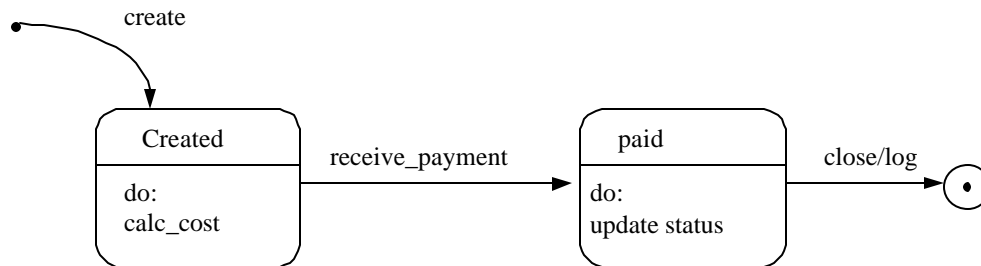 create
Created
do:
calc_cost
receive_payment
paid
do:
update status
close/log